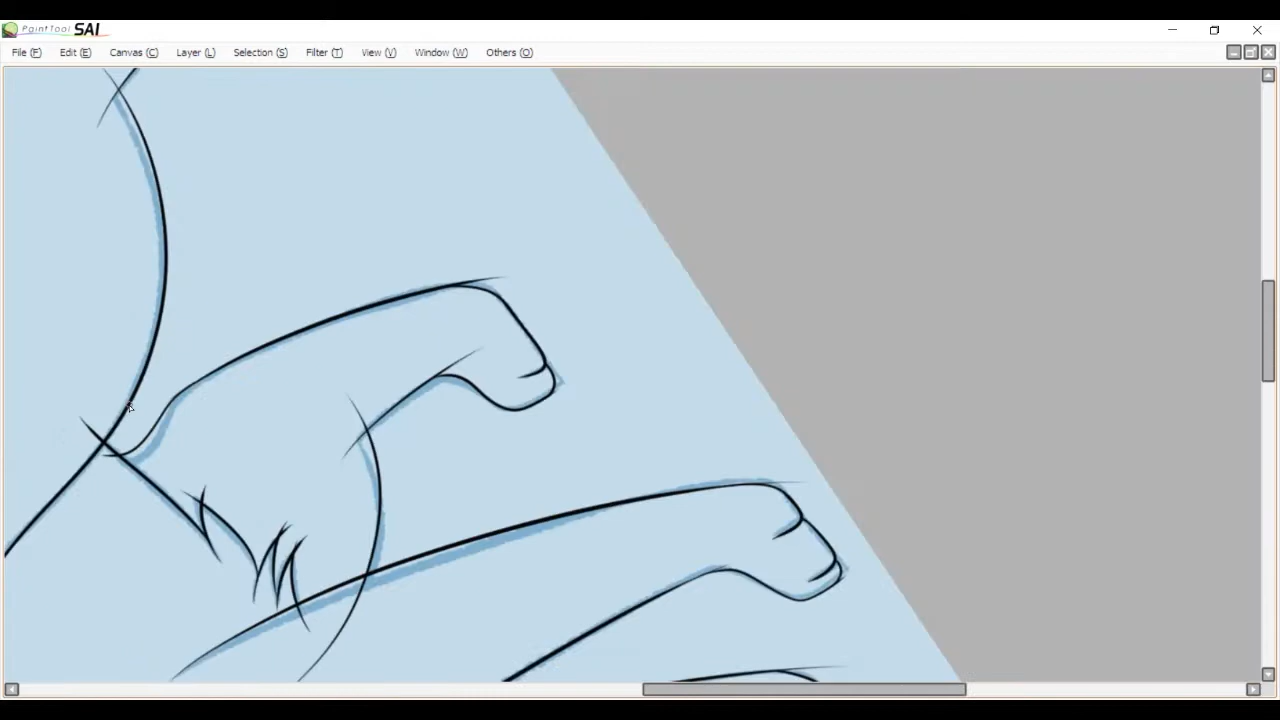 PaintTool SAI
File (F) Edit (E) Canvas (C) Layer (L) Selection (S) Filter (T) View (V) Window (W) Others (O)